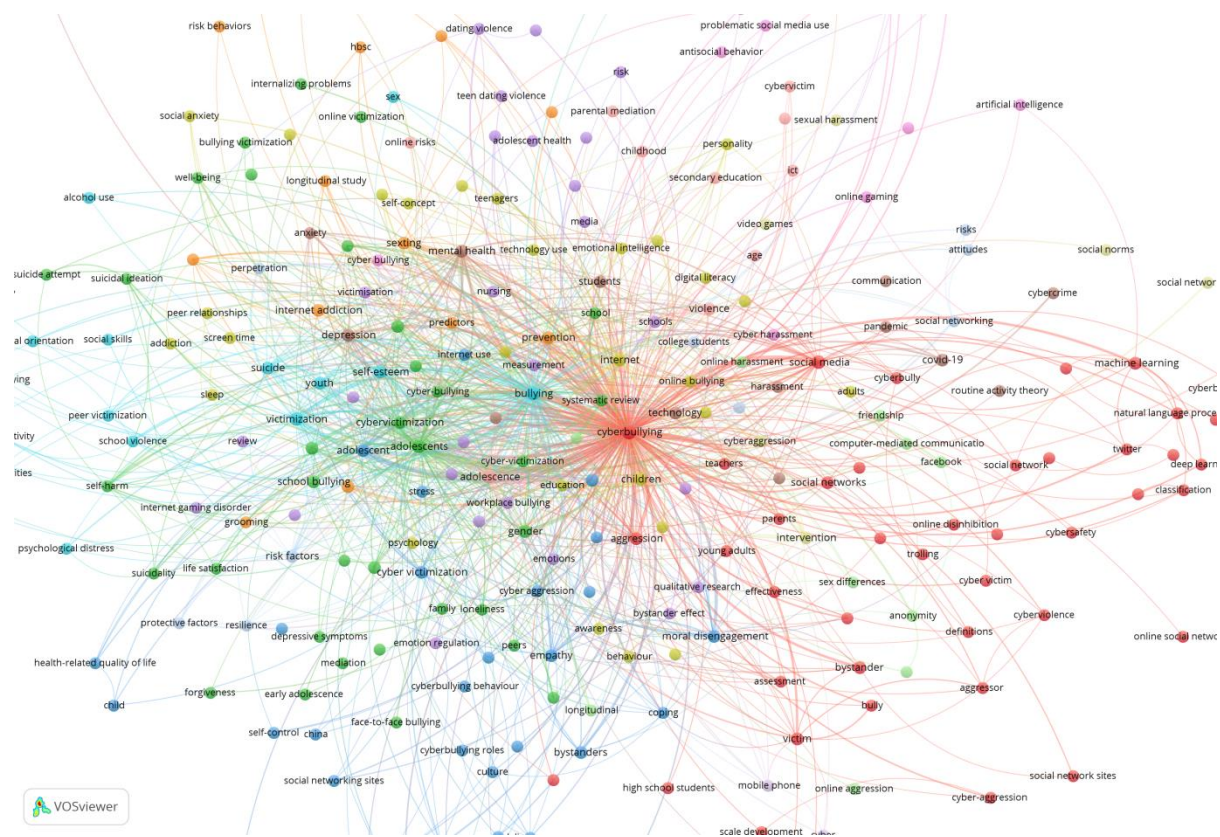 risk behaviors
dating violence
problematic social media use
hbsc
antisocial behavior
risk
internalizing problems
sex
teen dating violence
cybervictim
artificial intelligence
social anxiety
online victimization
parental mediation
sexual harassment
bullying victimization
online risks
adolescent health
childhood
personality
well-being
longitudinal study
secondary education
ict
alcohol use
self-concept
teenagers
online gaming
media
video games
risks
anxiety
sexting
mental health
technology use
emotional intelligence
attitudes
social norms
cyber bullying
age
suicide attempt
suicidal ideation
perpetration
digital literacy
communication
social networ
victimisation
nursing
students
cybercrime
peer relationships
internet addiction
school
violence
predictors
schools
pandemic
social networking
al orientation
social skills
addiction
screen time
depression
prevention
cyber harassment
internet use
college students
internet
online harassment
social media
covid-19
machine learning
measurement
suicide
self-esteem
ying
youth
online bullying
cyberbully
cyberb
sleep
cyber-bullying
bullying
systematic review
harassment
adults
routine activity theory
peer victimization
victimization
cybervictimization
technology
friendship
natural language proce
cyberbullying
tivity
school violence
review
adolescent
adolescents
cyberaggression
computer-mediated communicatio
twitter
ities
cyber-victimization
teachers
facebook
social network
deep learn
self-harm
school bullying
adolescence
children
social networks
stress
education
classification
internet gaming disorder
workplace bullying
grooming
parents
online disinhibition
gender
psychology
aggression
intervention
cybersafety
psychological distress
risk factors
young adults
trolling
emotions
suicidality
life satisfaction
cyber victimization
sex differences
cyber victim
cyber aggression
qualitative research
effectiveness
family
loneliness
bystander effect
anonymity
cyberviolence
protective factors
resilience
awareness
definitions
depressive symptoms
emotion regulation
peers
moral disengagement
online social netwo
health-related quality of life
mediation
empathy
behaviour
bystander
assessment
forgiveness
early adolescence
cyberbullying behaviour
aggressor
child
bully
longitudinal
coping
face-to-face bullying
self-control
china
victim
cyberbullying roles
bystanders
culture
social networking sites
social network sites
high school students
mobile phone
online aggression
cyber-aggression
VOSviewer
scale development
cyber